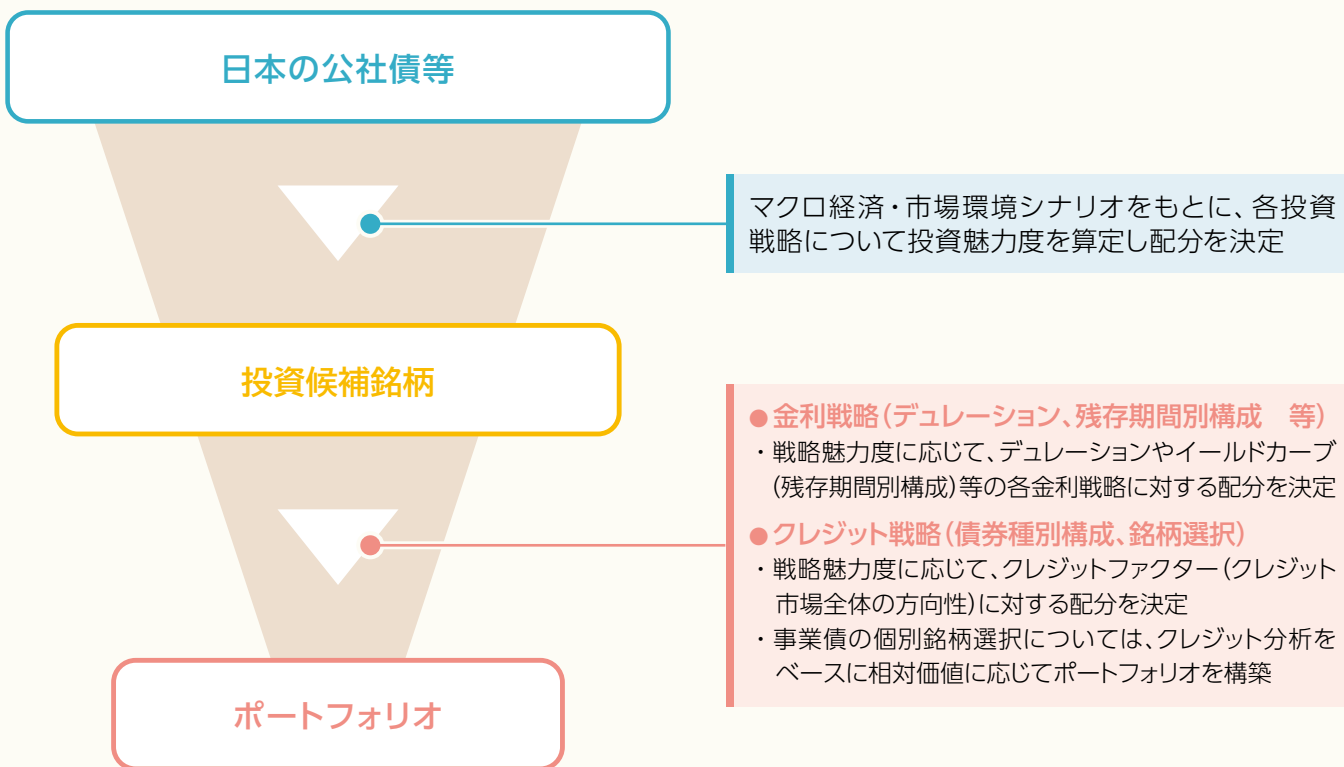 日本の公社債等
マクロ経済・市場環境シナリオをもとに、各投資
戦略について投資魅力度を算定し配分を決定
投資候補銘柄
●金利戦略(デュレーション、残存期間別構成　等)
・戦略魅力度に応じて、デュレーションやイールドカーブ
(残存期間別構成)等の各金利戦略に対する配分を決定
●クレジット戦略(債券種別構成、銘柄選択)
・戦略魅力度に応じて、クレジットファクター(クレジット
市場全体の方向性)に対する配分を決定
・事業債の個別銘柄選択については、クレジット分析を
ベースに相対価値に応じてポートフォリオを構築
ポートフォリオ